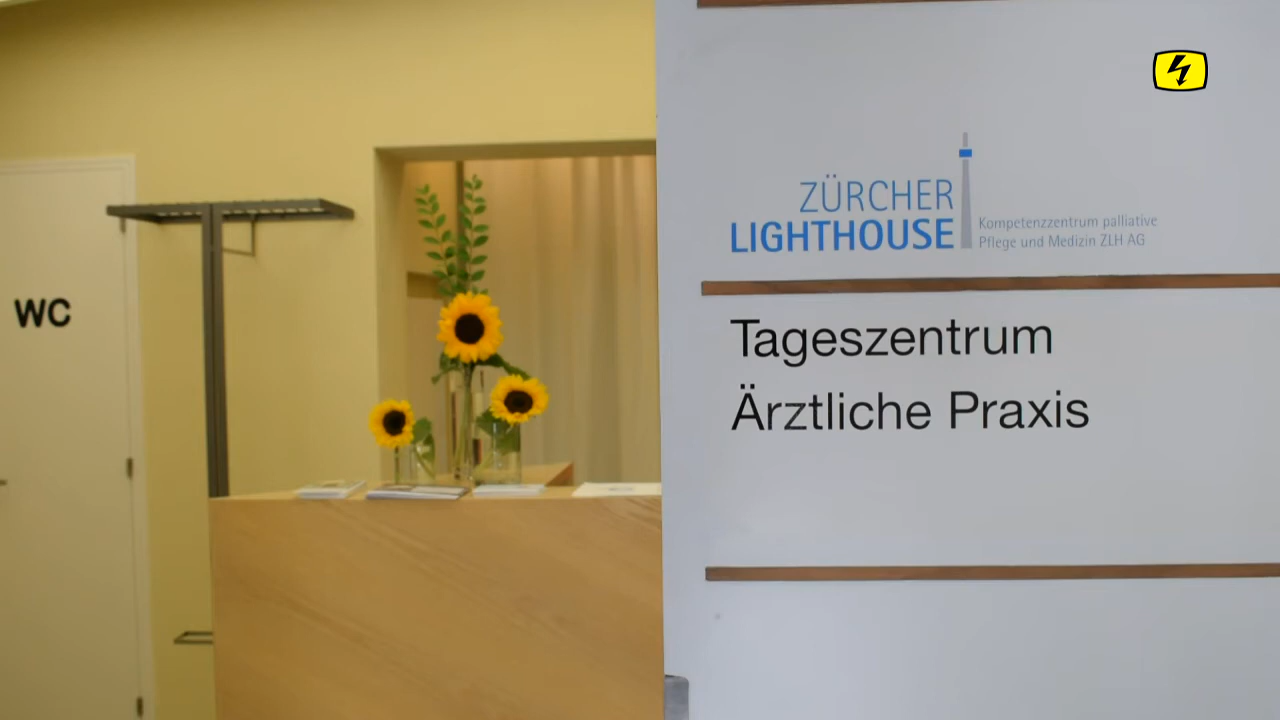 WC
ZÜRCHER
LIGHTHOUSE
Kompetenzzentrum palliative
Pflege und Medizin ZLH AG
Tageszentrum
Ärztliche Praxis